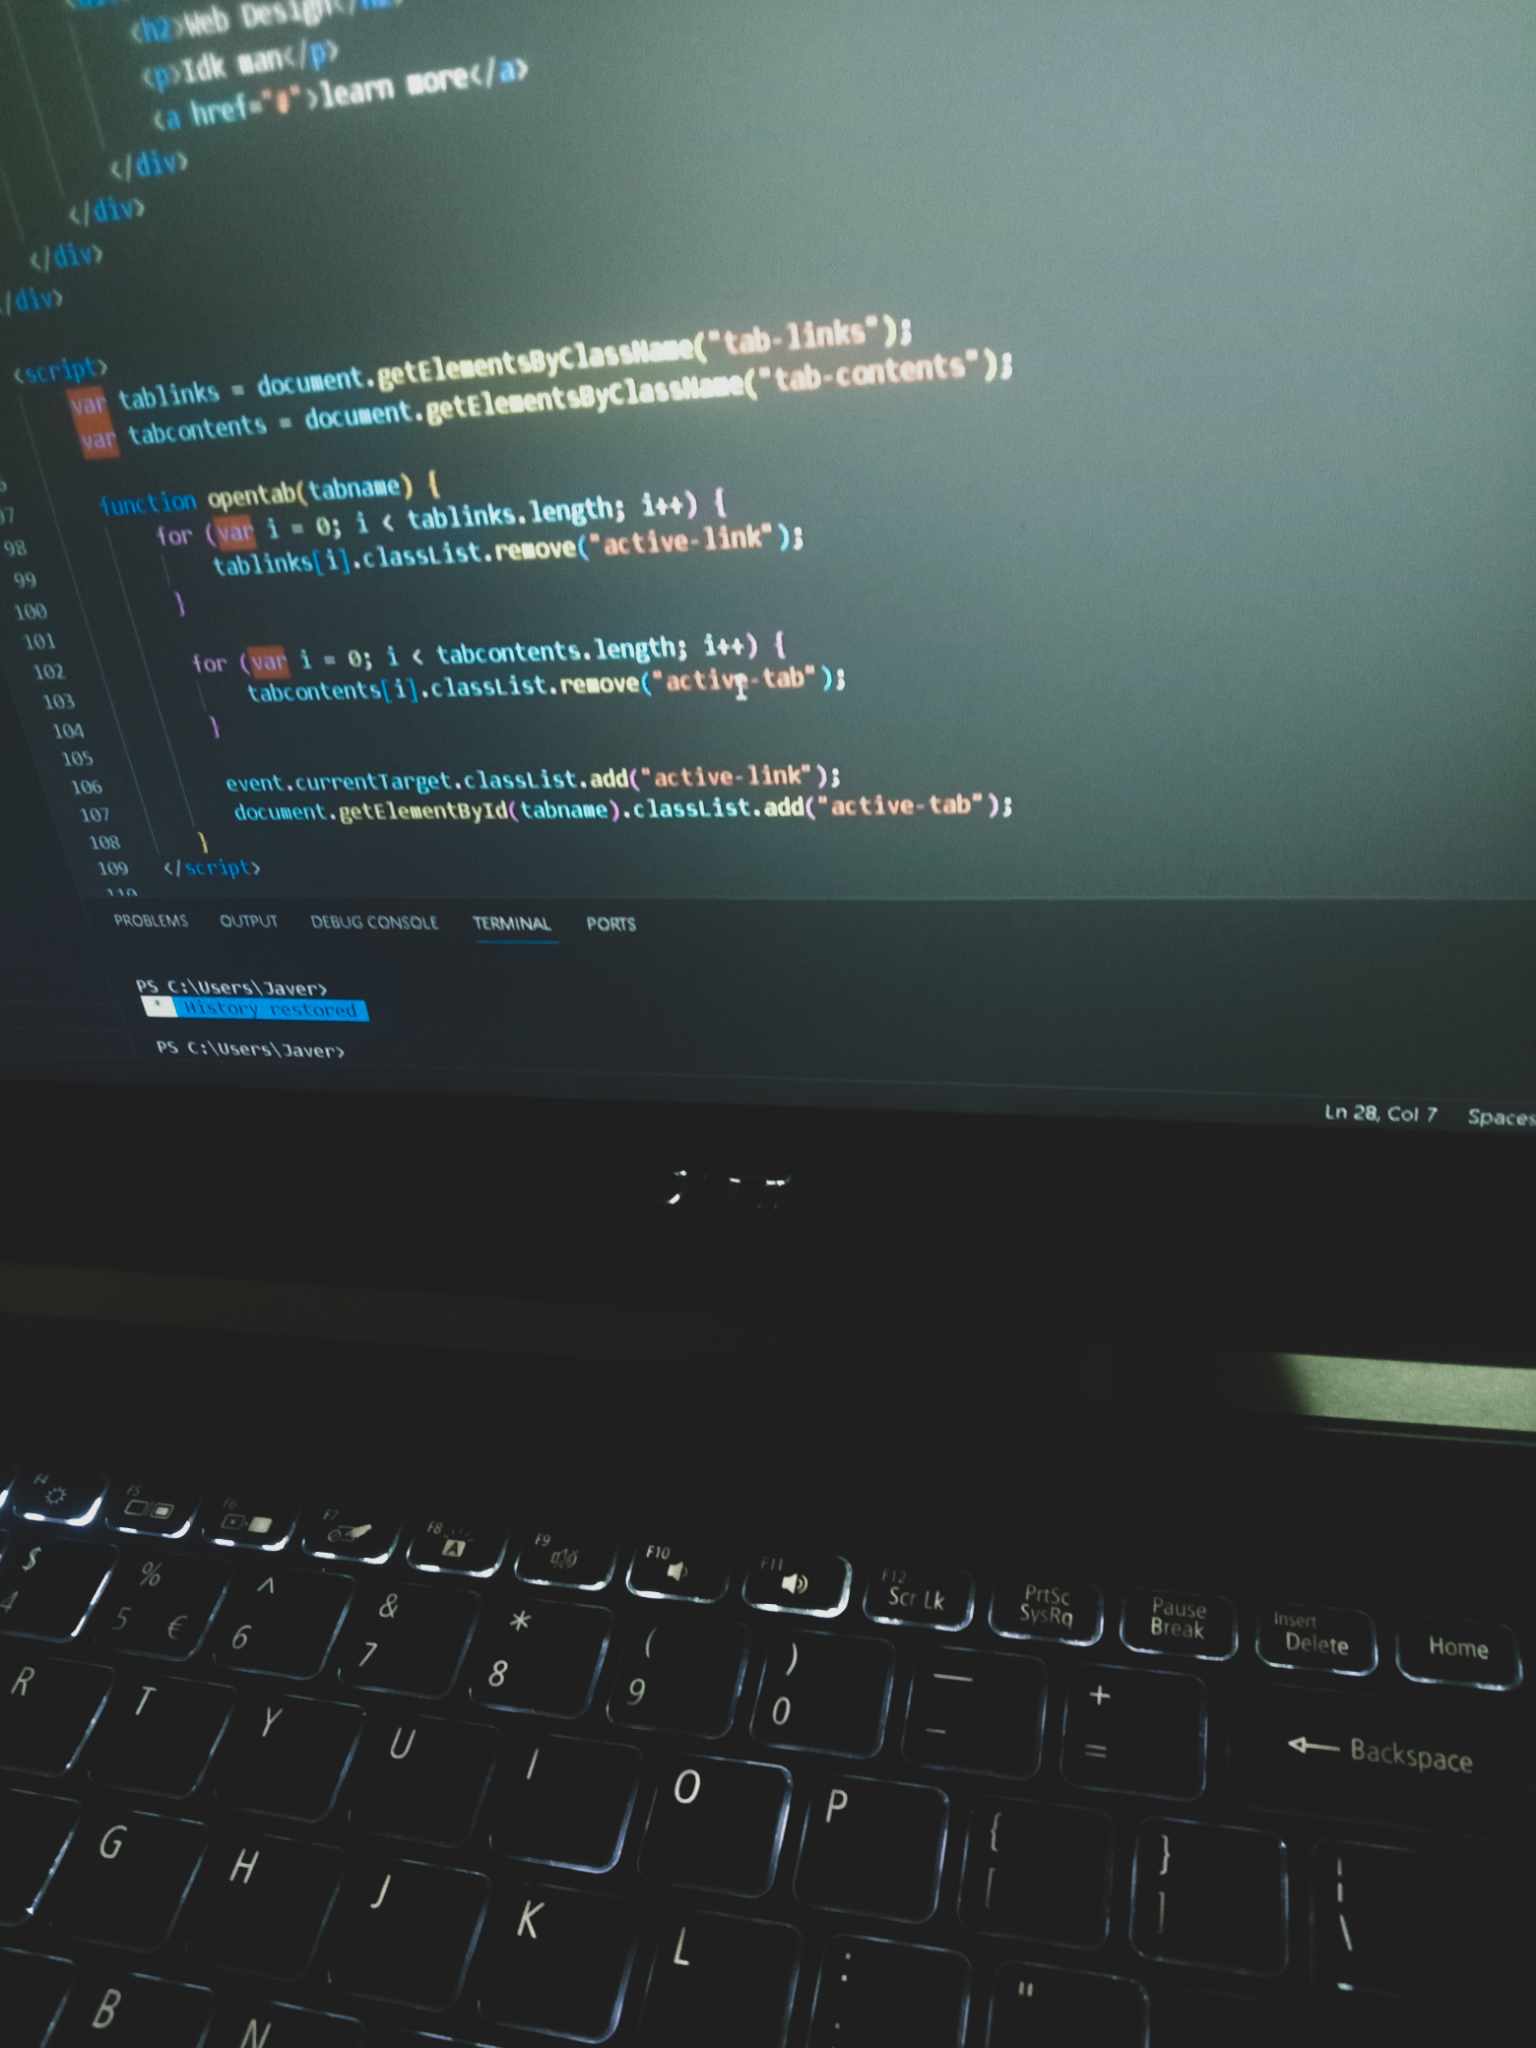 <h2>Web Design</h2>
<p>Idk man</p>
<a href="#">learn more</a>
</div>
</div>
</div>
/div>
<script>
var tablinks = document.getElementsByClassName("tab-links");
var tabcontents = document.getElementsByClassName("tab-contents");
function opentab(tabname) {
97 for (var i = 0; i < tablinks.length; i++) {
98 tablinks[i].classList.remove("active-link");
99 }
100
101 for (var i = 0; i < tabcontents.length; i++) {
102 tabcontents[i].classList.remove("active-tab");
103 }
104
105
106 event.currentTarget.classList.add("active-link");
107 document.getElementById(tabname).classList.add("active-tab");
108 }
109 </script>
110
PROBLEMS OUTPUT DEBUG CONSOLE TERMINAL PORTS
PS C:\Users\Javer>
* History restored
PS C:\Users\Javer>
Ln 28, Col 7 Spaces
F4 F5 F6 F7 F8 A F9 F10 F11 F12 Scr Lk PrtSc SysRq Pause Break Insert Delete Home
$ 4 % 5 € ^ 6 & 7 * 8 ( 9 ) 0 _ - + = Backspace
R T Y U I O P { [ } ] | \
G H J K L : ; "
B N